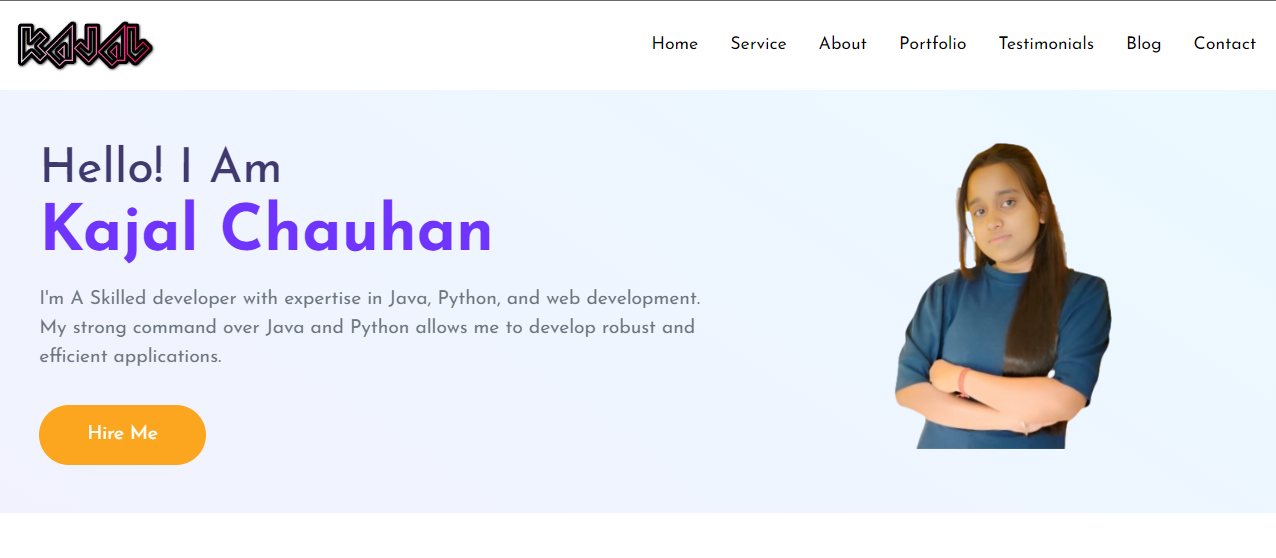 KAJAL
Home Service About Portfolio Testimonials Blog Contact
Hello! I Am
Kajal Chauhan
I'm A Skilled developer with expertise in Java, Python, and web development.
My strong command over Java and Python allows me to develop robust and
efficient applications.
Hire Me